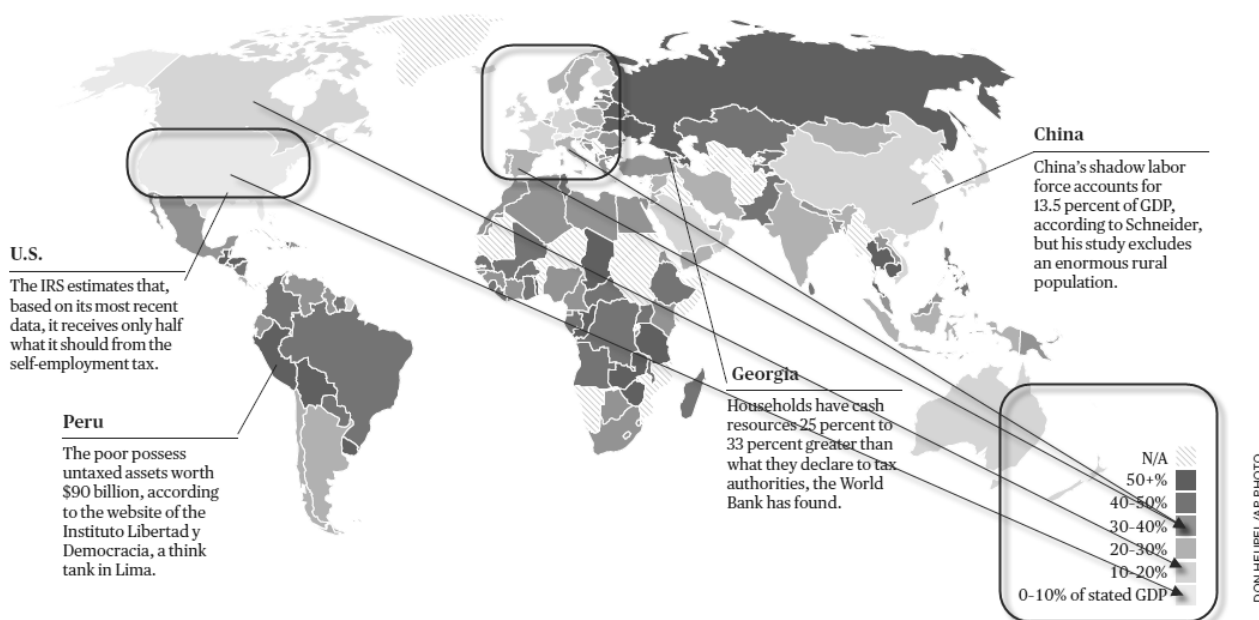 U.S.
The IRS estimates that,
based on its most recent
data, it receives only half
what it should from the
self-employment tax.
Peru
The poor possess
untaxed assets worth
$90 billion, according
to the website of the
Instituto Libertad y
Democracia, a think
tank in Lima.
Georgia
Households have cash
resources 25 percent to
33 percent greater than
what they declare to tax
authorities, the World
Bank has found.
China
China's shadow labor
force accounts for
13.5 percent of GDP,
according to Schneider,
but his study excludes
an enormous rural
population.
N/A
50+%
40-50%
30-40%
20-30%
10-20%
0-10% of stated GDP
DON HEUPEL/AP PHOTO